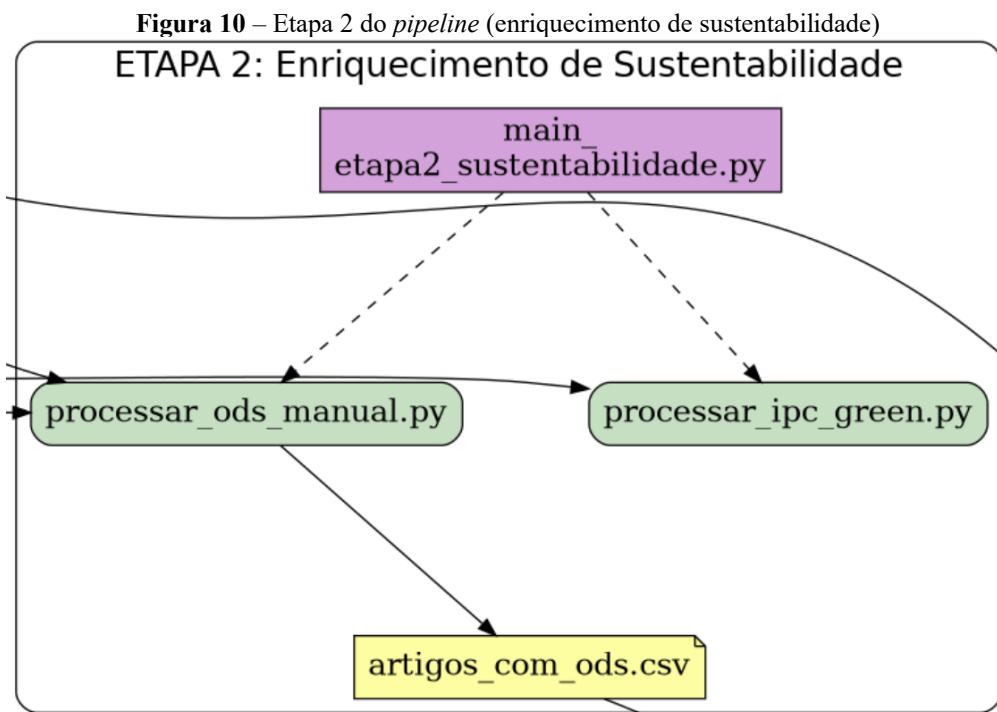 Figura 10 – Etapa 2 do pipeline (enriquecimento de sustentabilidade)
ETAPA 2: Enriquecimento de Sustentabilidade
main_
etapa2_sustentabilidade.py
processar_ods_manual.py
processar_ipc_green.py
artigos_com_ods.csv